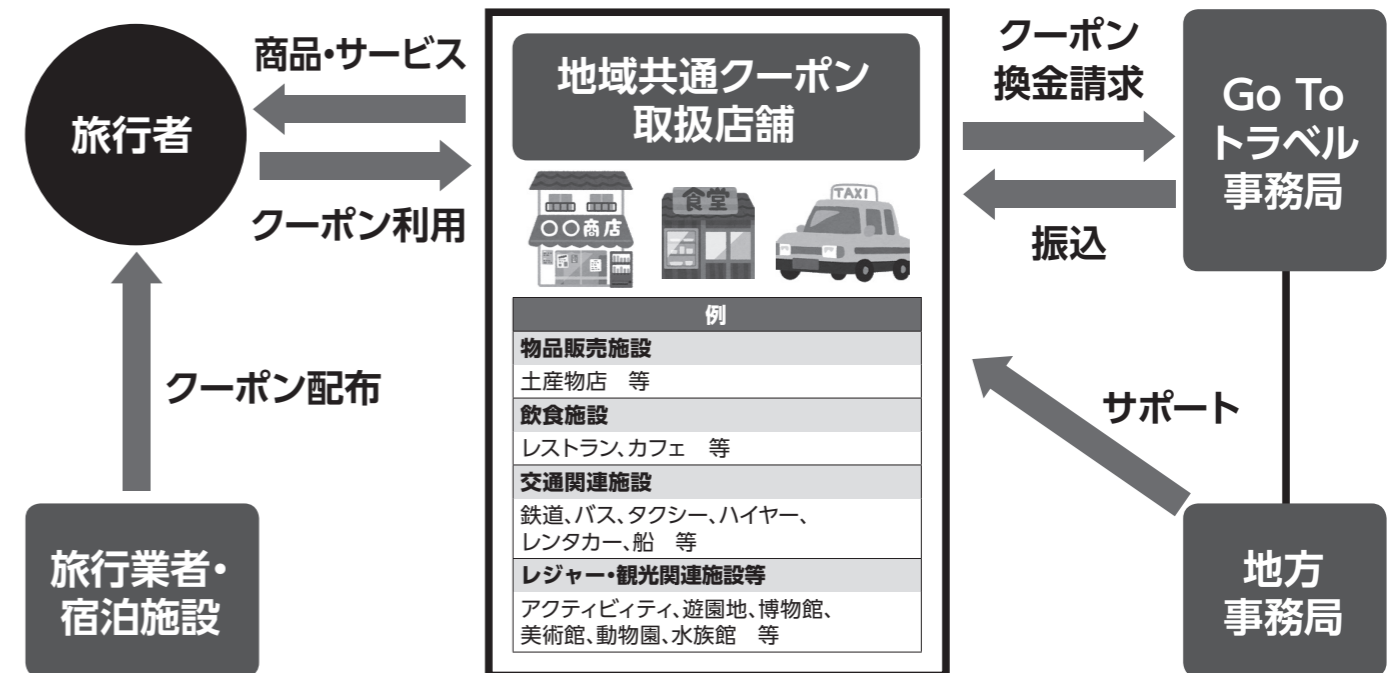 旅行者
商品・サービス
クーポン利用
クーポン配布
旅行業者・
宿泊施設
地域共通クーポン
取扱店舗
〇〇商店
食堂
TAXI
例
物品販売施設
土産物店　等
飲食施設
レストラン、カフェ　等
交通関連施設
鉄道、バス、タクシー、ハイヤー、
レンタカー、船　等
レジャー・観光関連施設等
アクティビィティ、遊園地、博物館、
美術館、動物園、水族館　等
クーポン
換金請求
振込
サポート
Go To
トラベル
事務局
地方
事務局